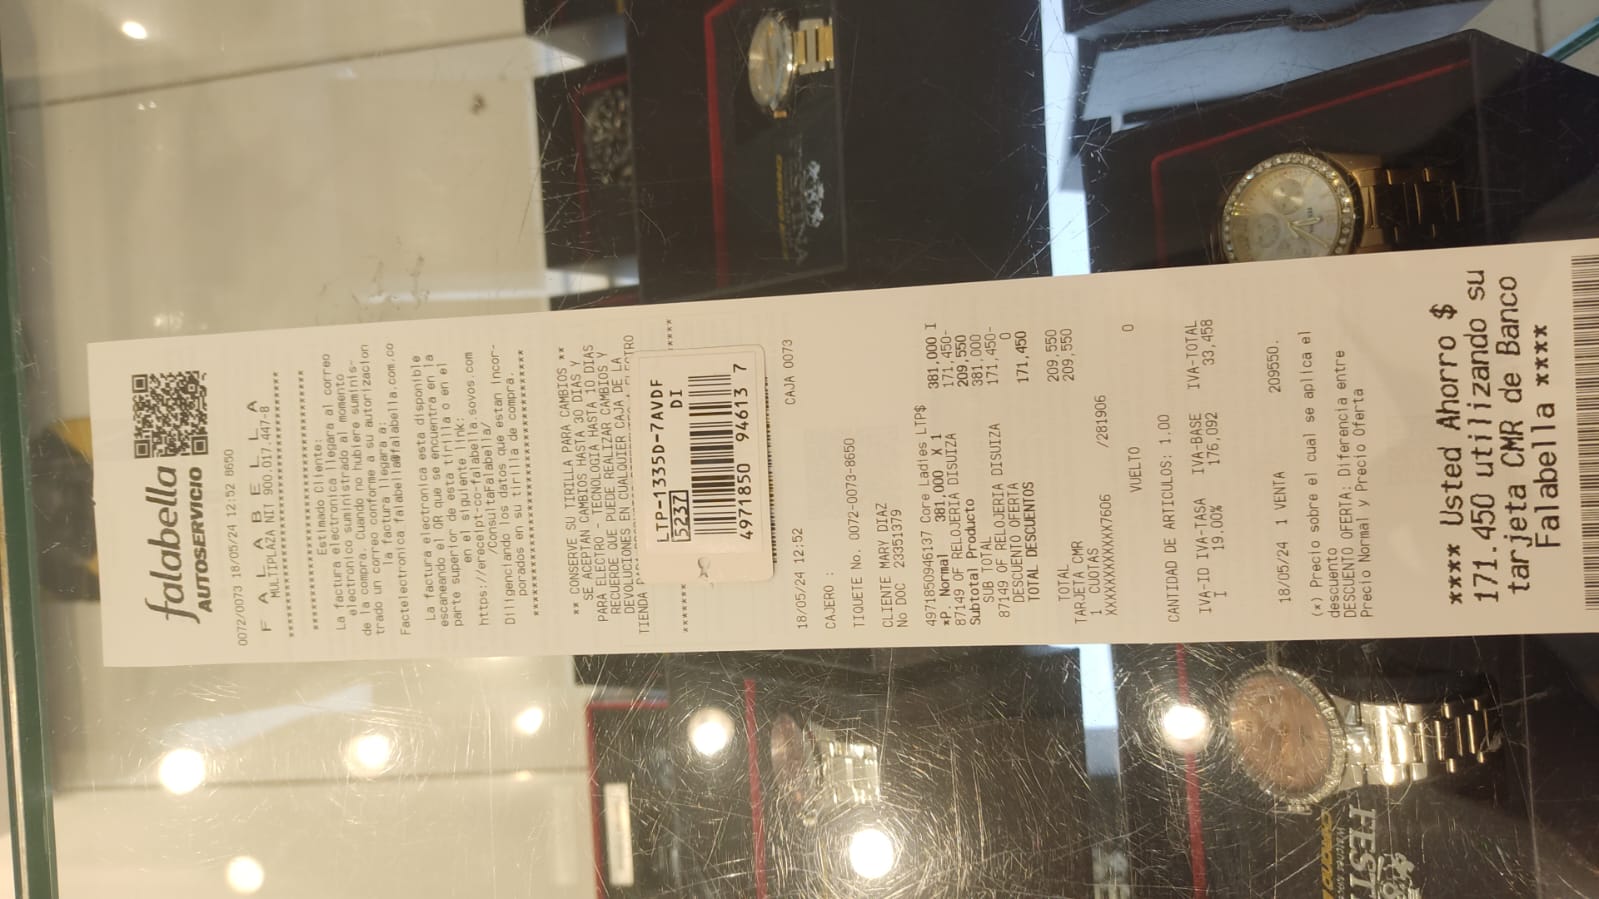 falabella
AUTOSERVICIO
0072/0073 18/05/24 12:52 8650
F A L A B E L L A
MULTIPLAZA NIT 900.017.447-8
Estimado Cliente:
La factura electronica llegara al correo
electronico suministrado al momento
de la compra. Cuando no hubiere suminis-
trado un correo conforme a su autorizacion
la factura llegara a:
Factelectronica falabella@falabella.com.co
La factura electronica esta disponible
escaneando el QR que se encuentra en la
parte superior de esta tirilla o en el
en el siguiente link:
https://ereceipt-co-falabella.sovos.com
/ConsultaFalabella/
Diligenciando los datos que estan incor-
porados en su tirilla de compra.
** CONSERVE SU TIRILLA PARA CAMBIOS **
SE ACEPTAN CAMBIOS HASTA 30 DIAS Y
PARA ELECTRO - TECNOLOGIA HASTA 10 DIAS
RECUERDE QUE PUEDE REALIZAR CAMBIOS Y
DEVOLUCIONES EN CUALQUIER CAJA DE LA
TIENDA
LTP-1333D-7AVDF
5237 DI
4971850 94613 7
18/05/24 12:52 CAJA 0073
CAJERO :
TIQUETE No. 0072-0073-8650
CLIENTE MARY DIAZ
No DOC 23351379
4971850946137 Coro Ladies LTP$ 381,000 I
*P. Normal 381,000 X 1 171,450-
87149 OF RELOJERIA DISUIZA 209,550
Subtotal Producto 381,000
SUB TOTAL 171,450-
87149 OF RELOJERIA DISUIZA 0
DESCUENTO OFERTA
TOTAL DESCUENTOS 171,450
TOTAL 209,550
TARJETA CMR 209,550
1 CUOTAS
XXXXXXXXXXXX7606 /281906
VUELTO 0
CANTIDAD DE ARTICULOS: 1.00
IVA-ID IVA-TASA IVA-BASE IVA-TOTAL
I 19.00% 176,092 33,458
18/05/24 1 VENTA 209550.
(x) Precio sobre el cual se aplica el
descuento
DESCUENTO OFERTA: Diferencia entre
Precio Normal y Precio Oferta
**** Usted Ahorro $
171.450 utilizando su
tarjeta CMR de Banco
Falabella ****